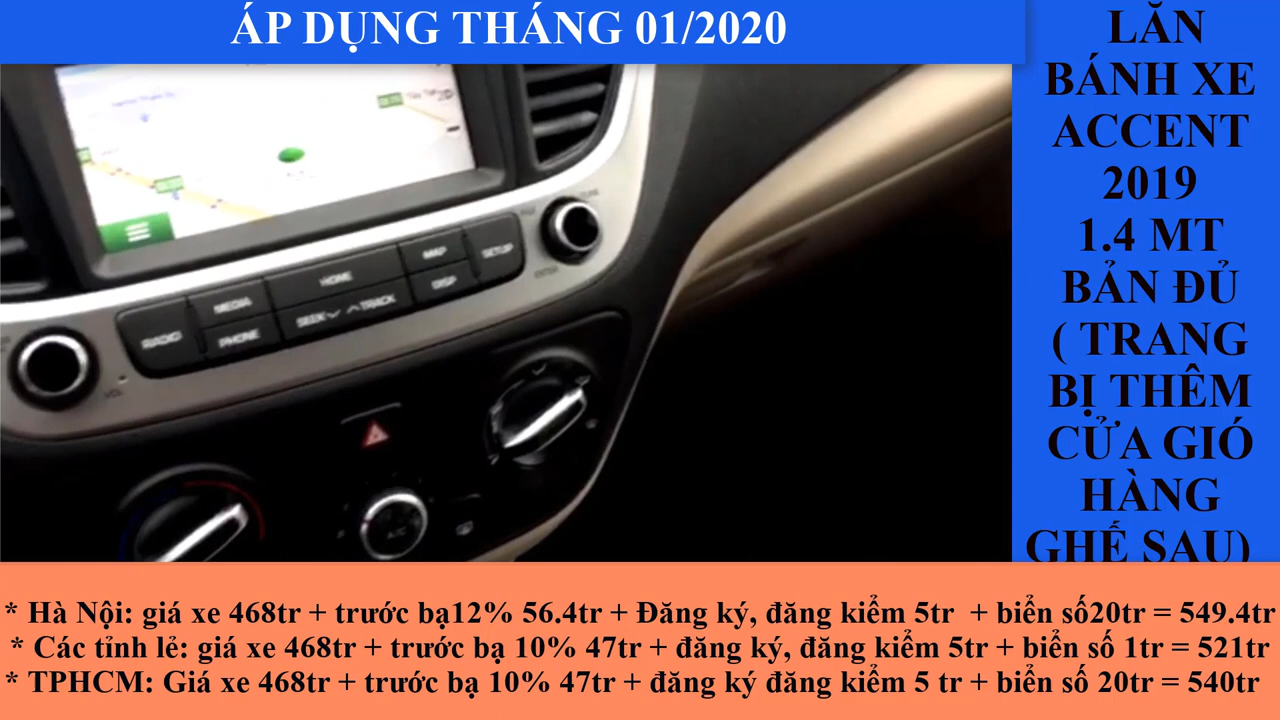 ÁP DỤNG THÁNG 01/2020
LĂN
BÁNH XE
ACCENT
2019
1.4 MT
BẢN ĐỦ
( TRANG
BỊ THÊM
CỬA GIÓ
HÀNG
GHẾ SAU)
MAP
SETUP
HOME
DISP
MEDIA
SEEK TRACK
RADIO
PHONE
ENTER
VOL
A/C
* Hà Nội: giá xe 468tr + trước bạ12% 56.4tr + Đăng ký, đăng kiểm 5tr + biển số20tr = 549.4tr
* Các tỉnh lẻ: giá xe 468tr + trước bạ 10% 47tr + đăng ký, đăng kiểm 5tr + biển số 1tr = 521tr
* TPHCM: Giá xe 468tr + trước bạ 10% 47tr + đăng ký đăng kiểm 5 tr + biển số 20tr = 540tr